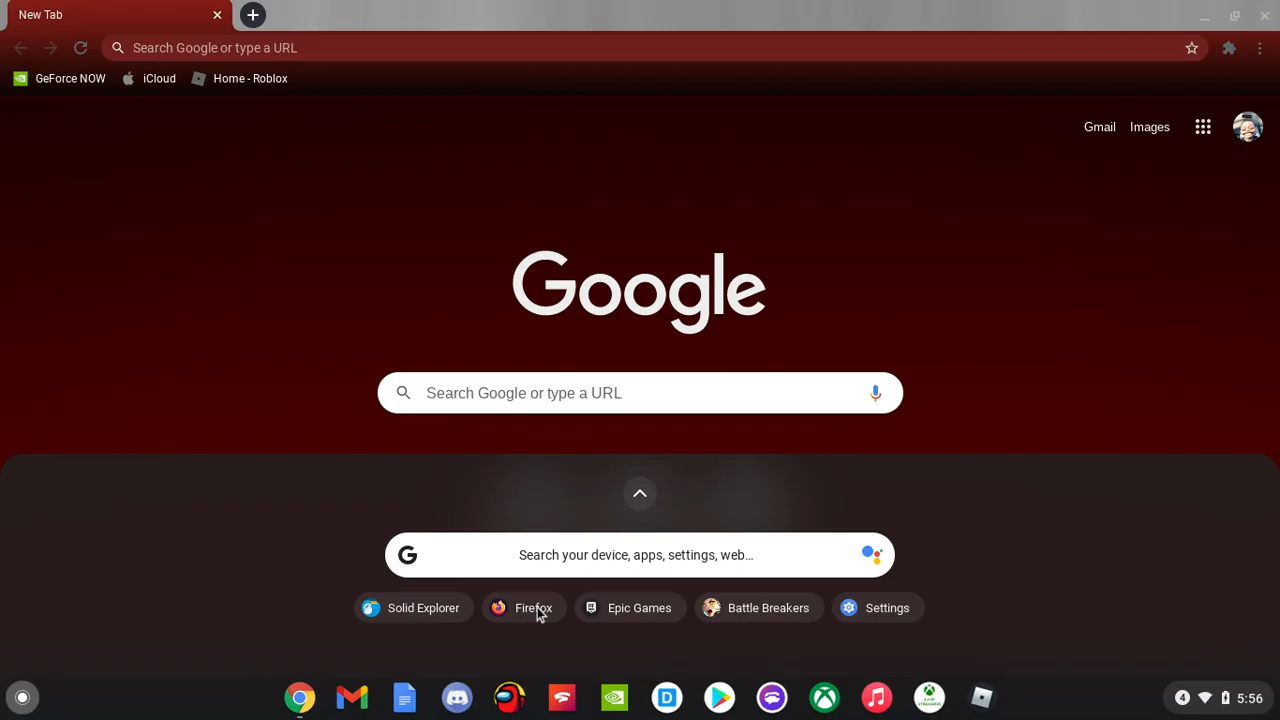 New Tab
Search Google or type a URL
GeForce NOW iCloud Home - Roblox
Gmail Images
Google
Search Google or type a URL
G Search your device, apps, settings, web...
Solid Explorer Firefox Epic Games Battle Breakers Settings
4 5:56